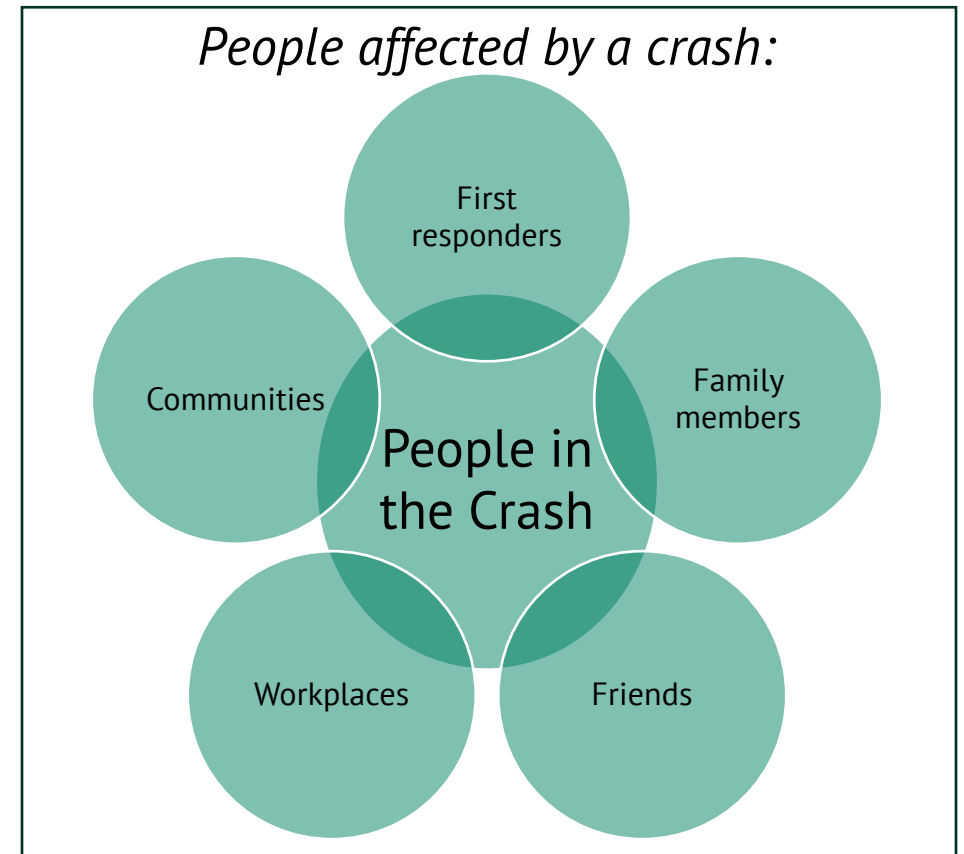 People affected by a crash:
First
responders
Communities
Family
members
People in
the Crash
Workplaces
Friends